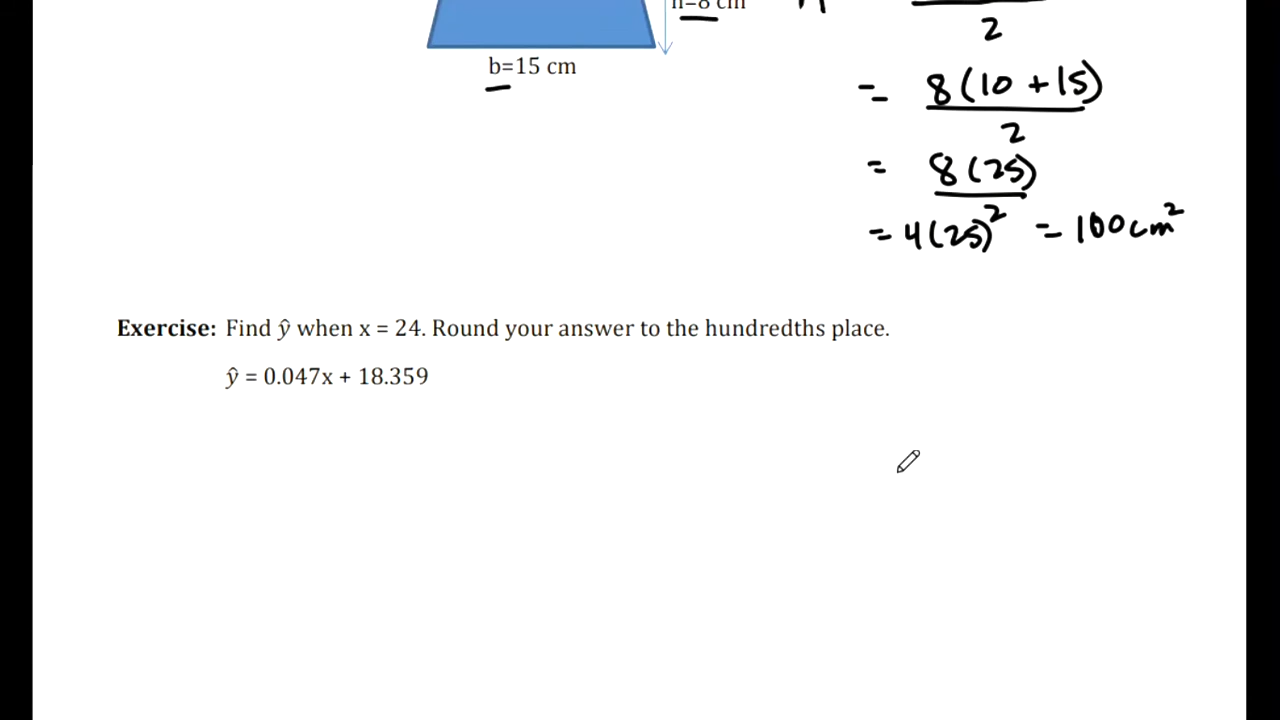 h=8 cm
2
b=15 cm
= 8(10+15)
2
= 8(25)
2
= 4(25) = 100cm²
Exercise: Find ŷ when x = 24. Round your answer to the hundredths place.
ŷ = 0.047x + 18.359